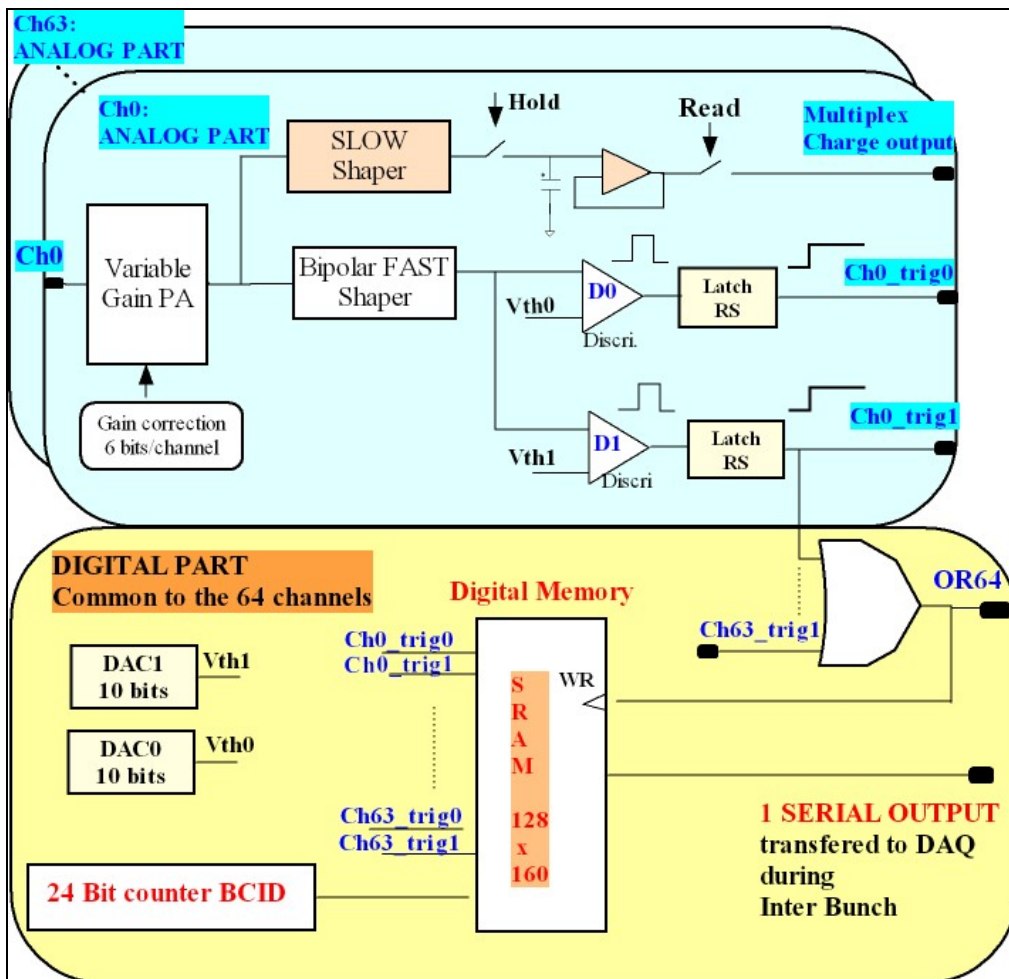 Ch63:
ANALOG PART
Ch0:
ANALOG PART
Hold
Read
Multiplex
Charge output
SLOW
Shaper
Ch0
Variable
Gain PA
Bipolar FAST
Shaper
Vth0
D0
Discri.
Latch
RS
Ch0_trig0
Gain correction
6 bits/channel
Vth1
D1
Discri
Latch
RS
Ch0_trig1
DIGITAL PART
Common to the 64 channels
Digital Memory
OR64
Ch63_trig1
Ch0_trig0
Ch0_trig1
DAC1
10 bits
Vth1
WR
S
R
A
M
128
x
160
DAC0
10 bits
Vth0
Ch63_trig0
Ch63_trig1
24 Bit counter BCID
1 SERIAL OUTPUT
transfered to DAQ
during
Inter Bunch